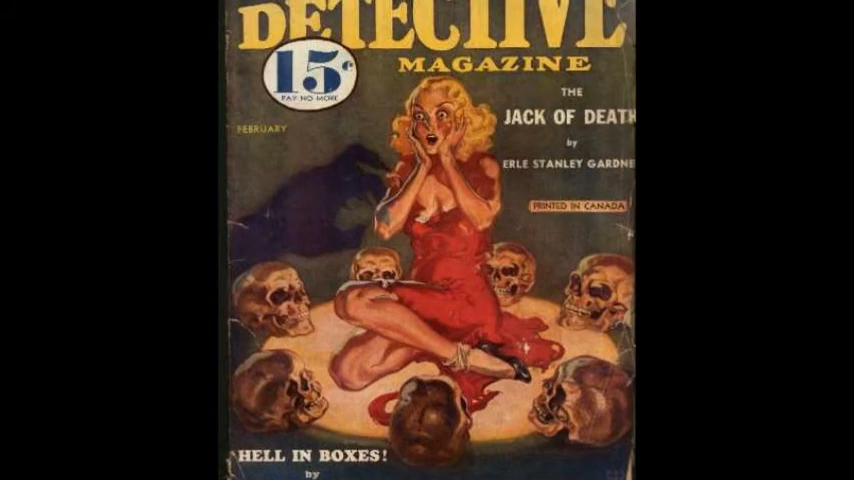 DETECTIVE
MAGAZINE
15¢
PAY NO MORE
THE
JACK OF DEATH
by
ERLE STANLEY GARDNE
FEBRUARY
PRINTED IN CANADA
HELL IN BOXES!
by